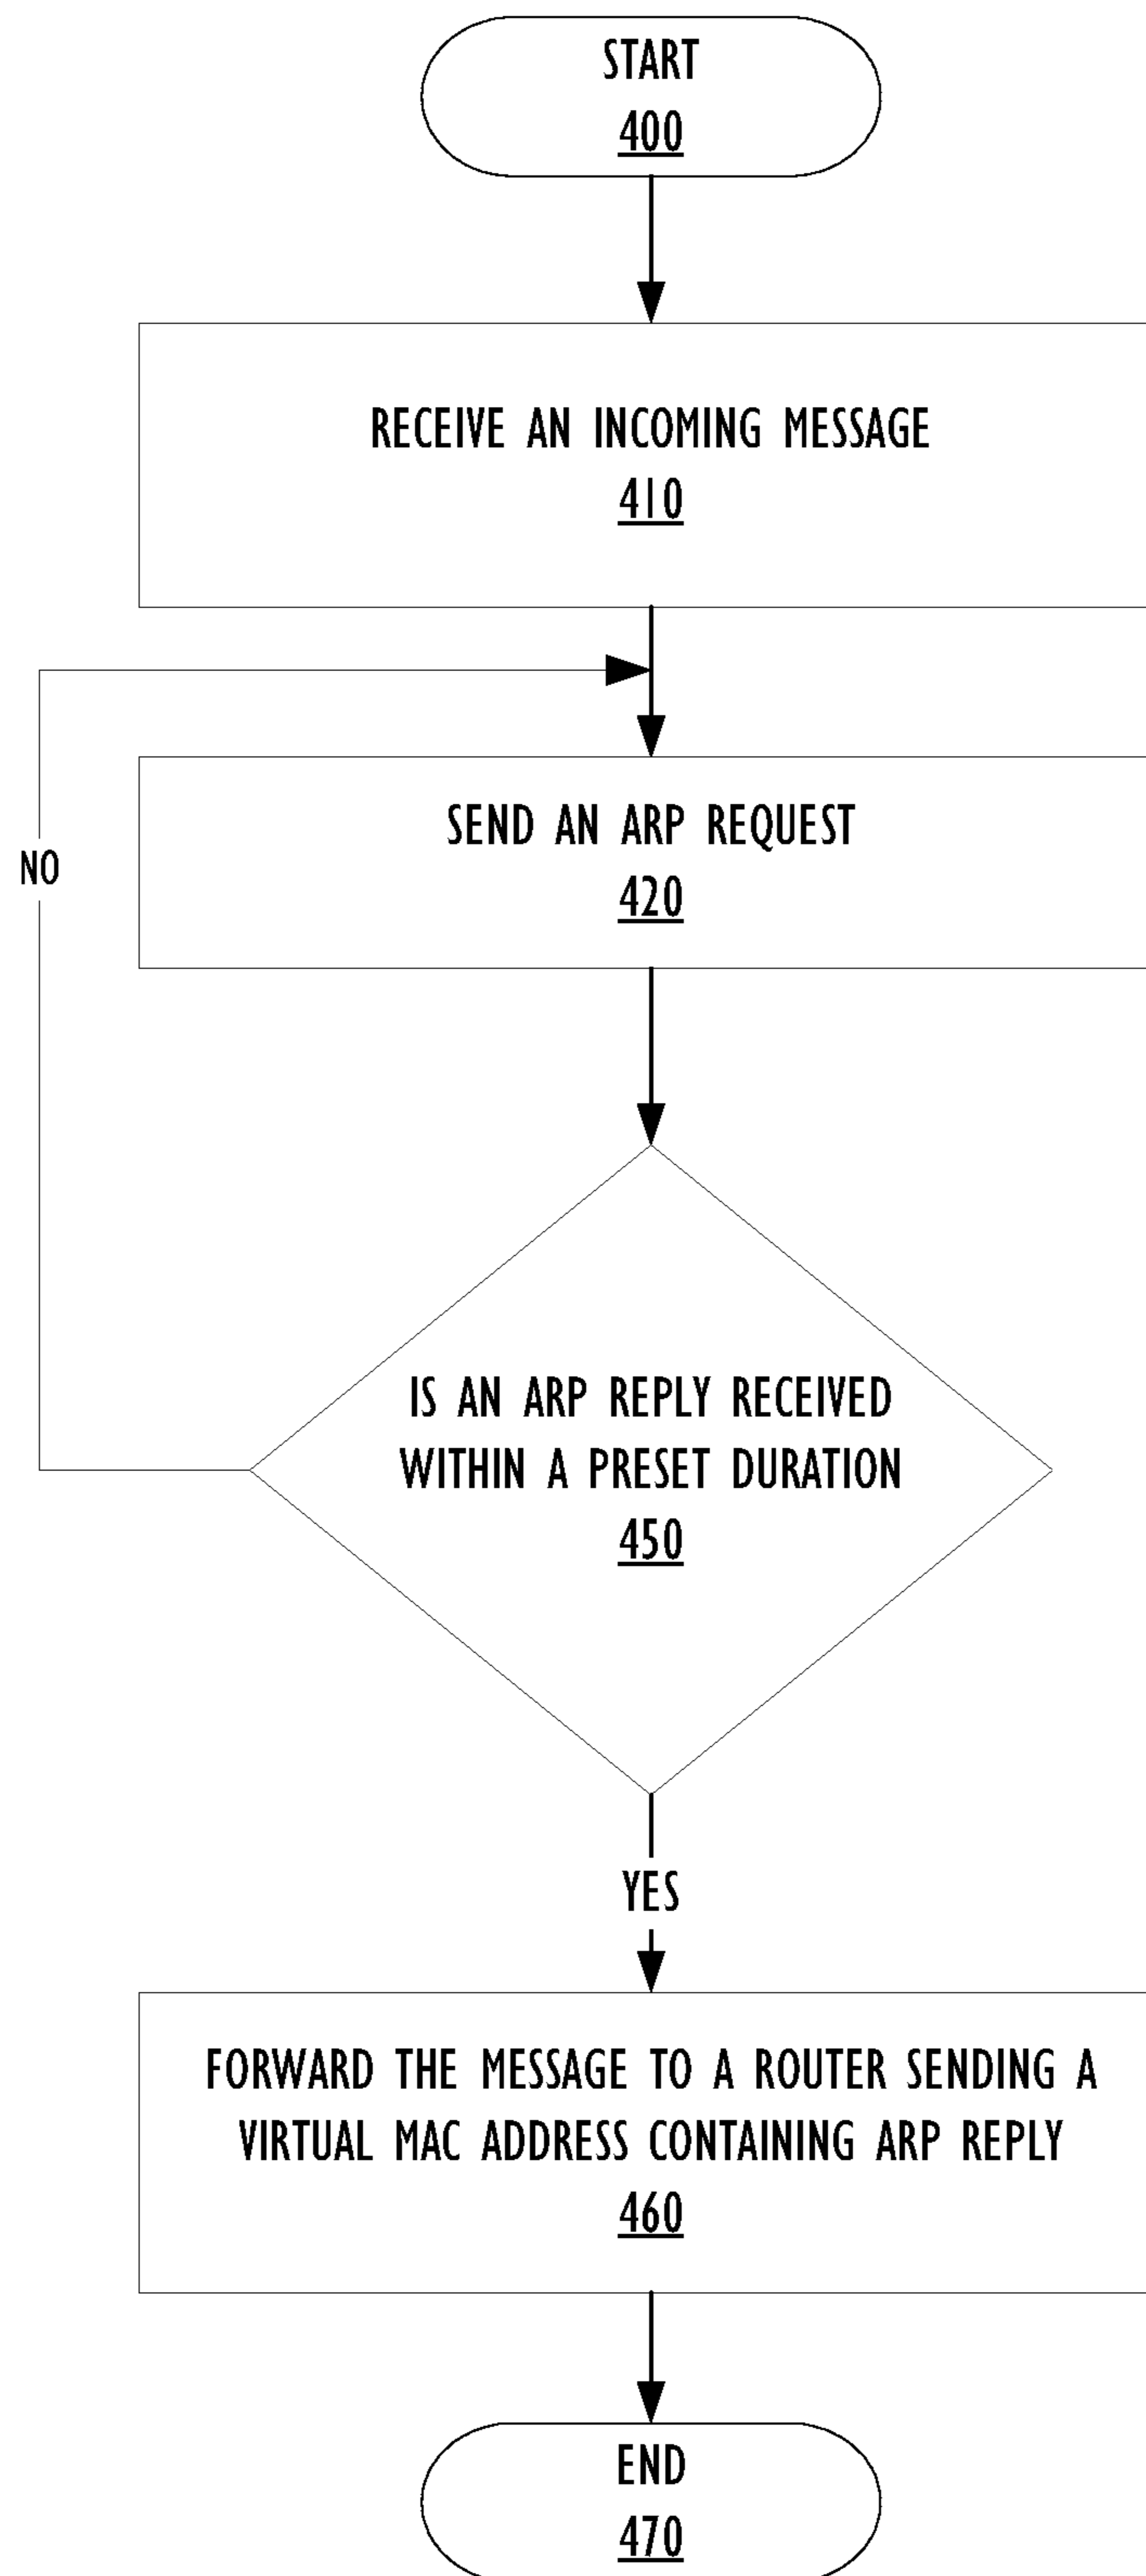 START
400
RECEIVE AN INCOMING MESSAGE
410
SEND AN ARP REQUEST
420
NO
IS AN ARP REPLY RECEIVED
WITHIN A PRESET DURATION
450
YES
FORWARD THE MESSAGE TO A ROUTER SENDING A
VIRTUAL MAC ADDRESS CONTAINING ARP REPLY
460
END
470